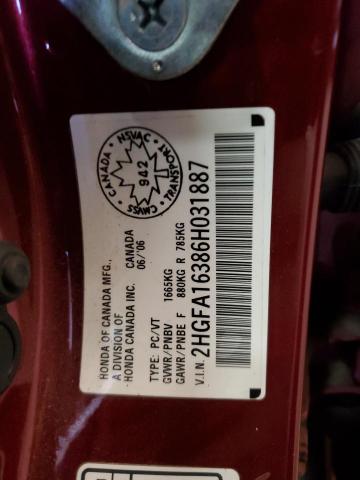 HONDA OF CANADA MFG.,
A DIVISION OF
HONDA CANADA INC. CANADA
06/'06
TYPE: PC/VT
GVWR/PNBV 1665KG
GAWR/PNBE F 880KG R 785KG
V.I.N. 2HGFA16386H031887
CANADA NSVAC TRANSPORT CMVSS
942